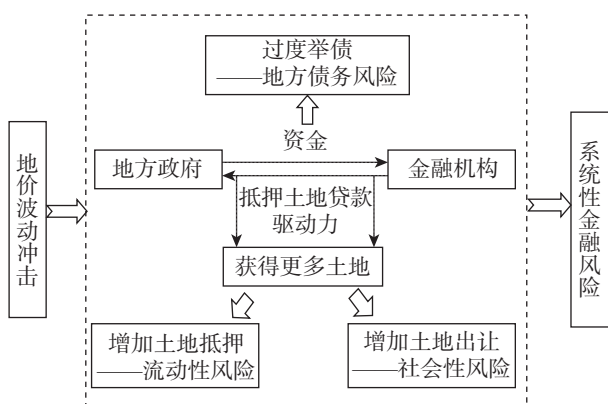 过度举债
——地方债务风险
资金
地方政府
金融机构
抵押土地贷款
驱动力
获得更多土地
增加土地抵押
——流动性风险
增加土地出让
——社会性风险
地价波动冲击
系统性金融风险